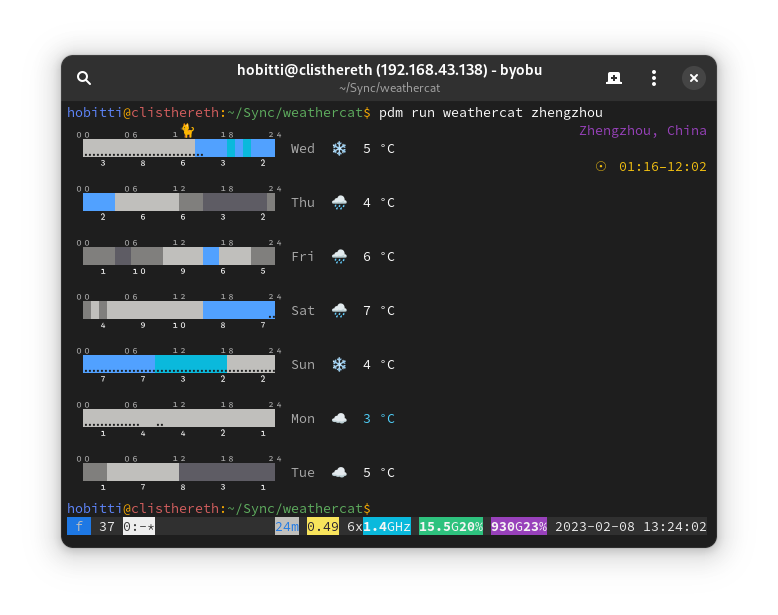 hobitti@clisthereth (192.168.43.138) - byobu
~/Sync/weathercat
hobitti@clisthereth:~/Sync/weathercat$ pdm run weathercat zhengzhou
Zhengzhou, China
00 06 12 18 24
3 8 6 3 2 Wed 5 °C
01:16–12:02
00 06 12 18 24
2 6 6 3 2 Thu 4 °C
00 06 12 18 24
1 10 9 6 5 Fri 6 °C
00 06 12 18 24
4 9 10 8 7 Sat 7 °C
00 06 12 18 24
7 7 3 2 2 Sun 4 °C
00 06 12 18 24
1 4 4 2 1 Mon 3 °C
00 06 12 18 24
1 7 8 3 1 Tue 5 °C
hobitti@clisthereth:~/Sync/weathercat$
f 37 0:-* 24m 0.49 6x1.4GHz 15.5G20% 930G23% 2023-02-08 13:24:02